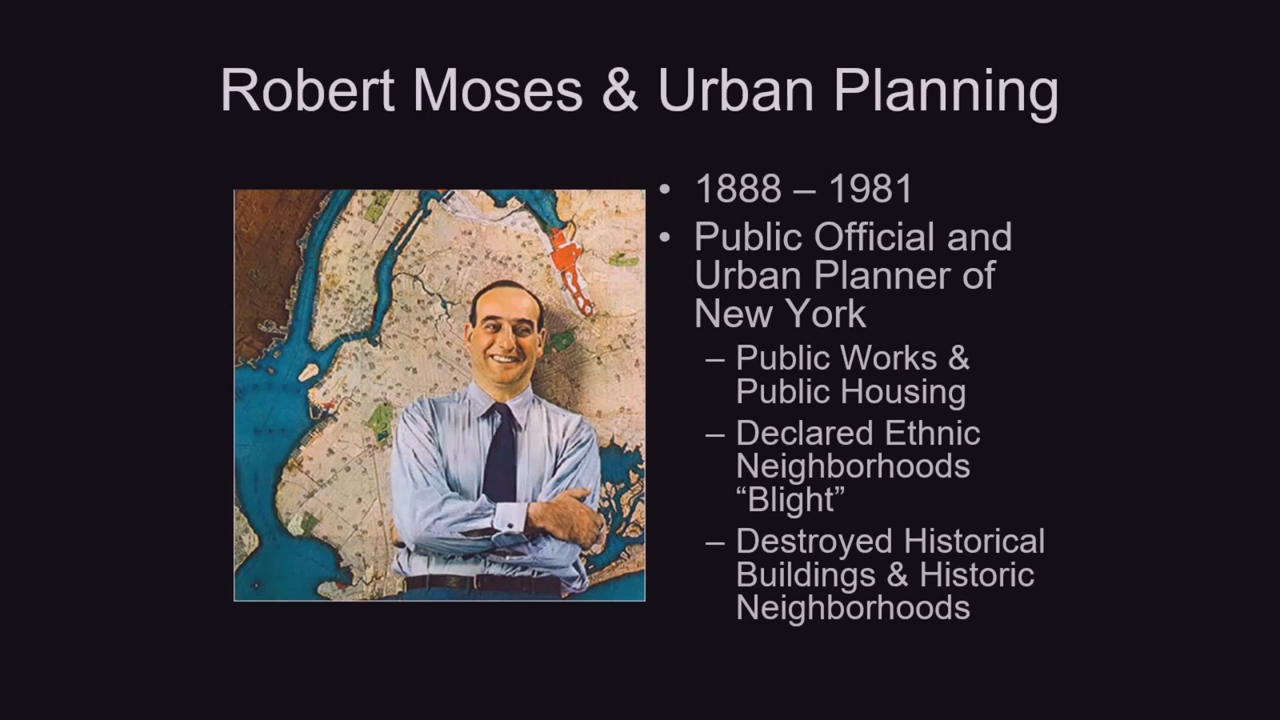 Robert Moses & Urban Planning
• 1888 – 1981
• Public Official and
Urban Planner of
New York
– Public Works &
Public Housing
– Declared Ethnic
Neighborhoods
“Blight”
– Destroyed Historical
Buildings & Historic
Neighborhoods